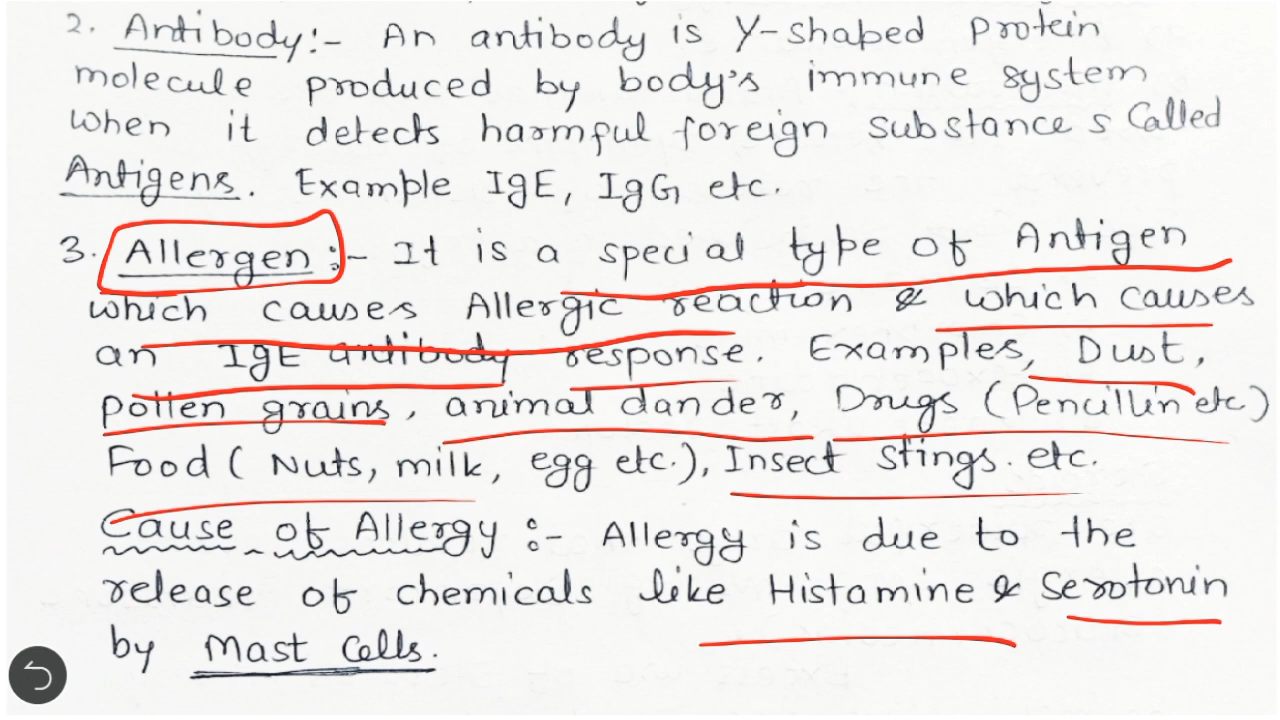 2. Antibody:- An antibody is Y-shaped Protein
molecule produced by body's immune system
when it detects harmful foreign substances Called
Antigens. Example IgE, IgG, etc.
3. Allergen:- It is a special type of Antigen
which causes Allergic reaction & which causes
an IgE antibody response. Examples, Dust,
pollen grains, animal dander, Drugs (Pencillin etc)
Food (Nuts, milk, egg etc.), Insect stings. etc.
Cause of Allergy :- Allergy is due to the
release of chemicals like Histamine & Serotonin
by Mast Cells.